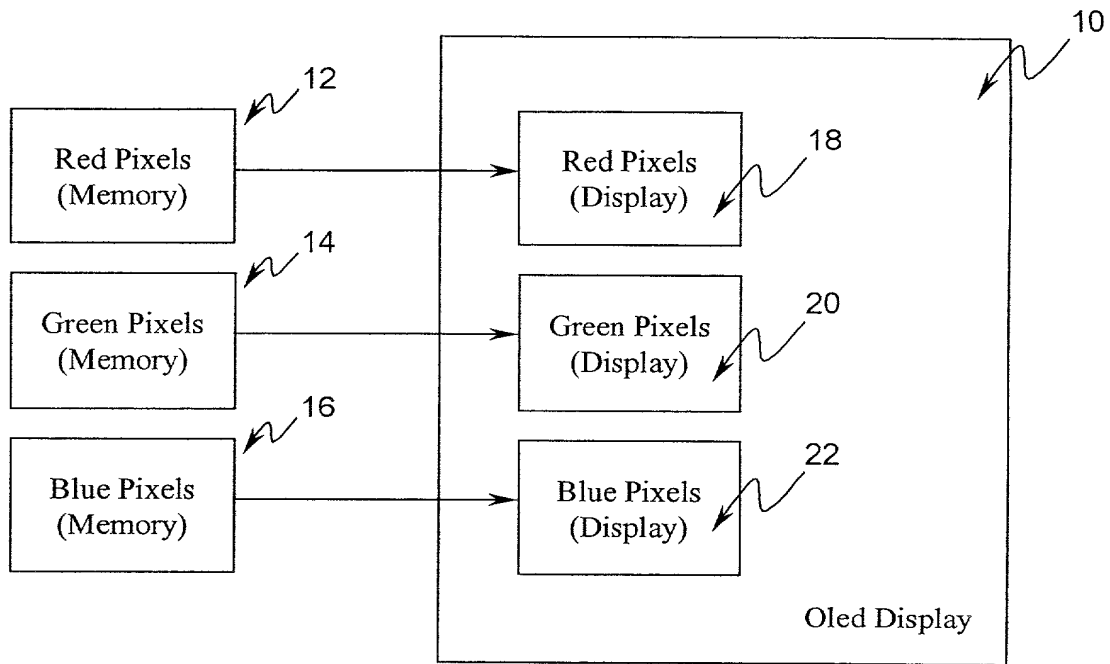 10
12
Red Pixels
(Memory)
Red Pixels
(Display)
18
14
Green Pixels
(Memory)
Green Pixels
(Display)
20
16
Blue Pixels
(Memory)
Blue Pixels
(Display)
22
Oled Display